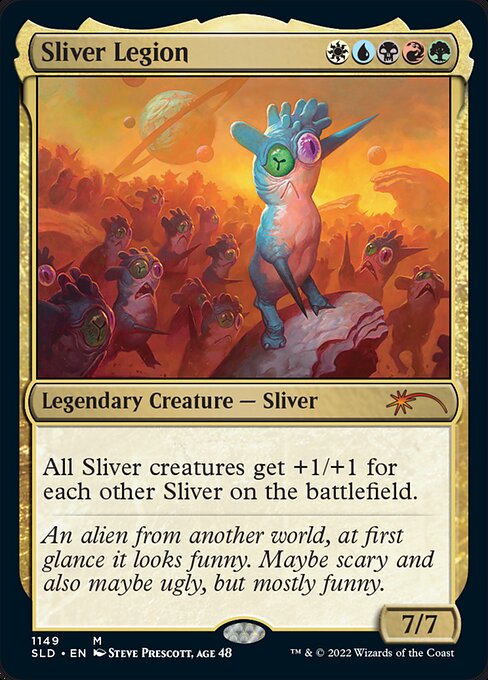 Sliver Legion
Legendary Creature — Sliver
All Sliver creatures get +1/+1 for
each other Sliver on the battlefield.
An alien from another world, at first
glance it looks funny. Maybe scary and
also maybe ugly, but mostly funny.
7/7
1149 M
SLD • EN Steve Prescott, age 48
™ & © 2022 Wizards of the Coast